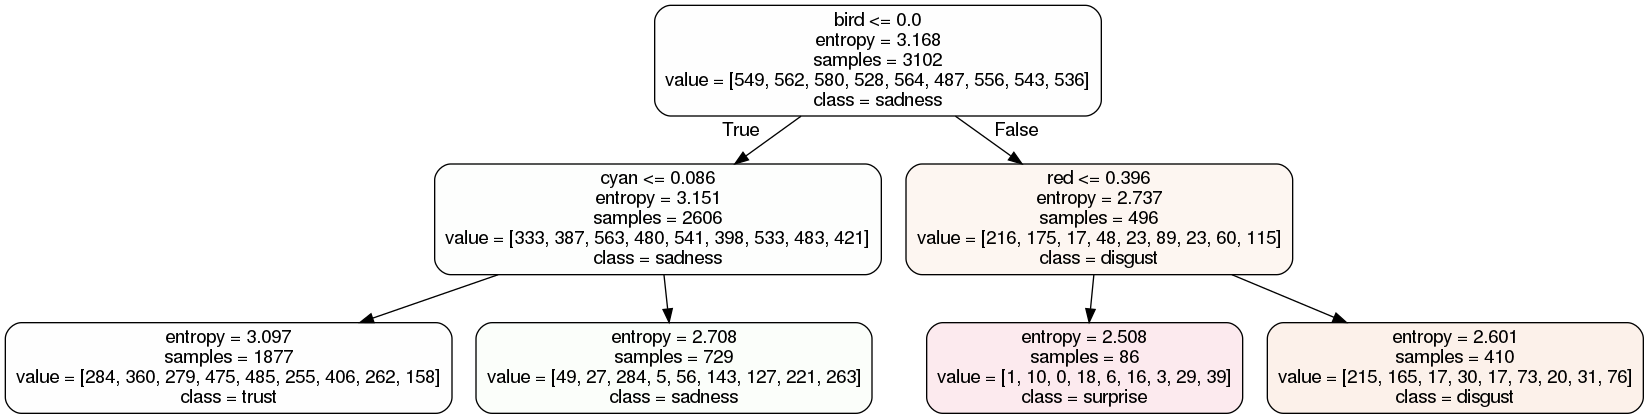 bird <= 0.0
entropy = 3.168
samples = 3102
value = [549, 562, 580, 528, 564, 487, 556, 543, 536]
class = sadness
True
False
cyan <= 0.086
entropy = 3.151
samples = 2606
value = [333, 387, 563, 480, 541, 398, 533, 483, 421]
class = sadness
red <= 0.396
entropy = 2.737
samples = 496
value = [216, 175, 17, 48, 23, 89, 23, 60, 115]
class = disgust
entropy = 3.097
samples = 1877
value = [284, 360, 279, 475, 485, 255, 406, 262, 158]
class = trust
entropy = 2.708
samples = 729
value = [49, 27, 284, 5, 56, 143, 127, 221, 263]
class = sadness
entropy = 2.508
samples = 86
value = [1, 10, 0, 18, 6, 16, 3, 29, 39]
class = surprise
entropy = 2.601
samples = 410
value = [215, 165, 17, 30, 17, 73, 20, 31, 76]
class = disgust